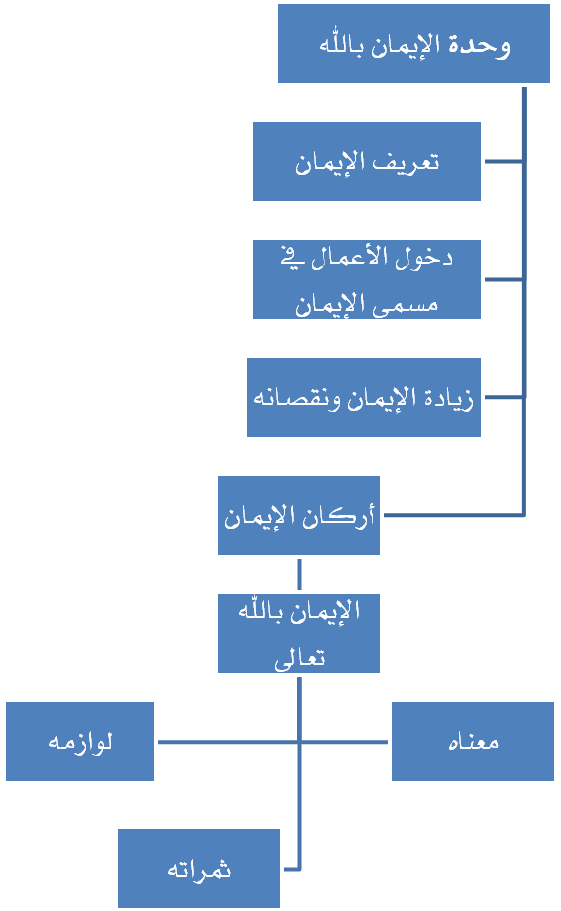 وحدة الإيمان بالله
تعريف الإيمان
دخول الأعمال في
مسمى الإيمان
زيادة الإيمان ونقصانه
أركان الإيمان
الإيمان بالله
تعالى
معناه
لوازمه
ثمراته